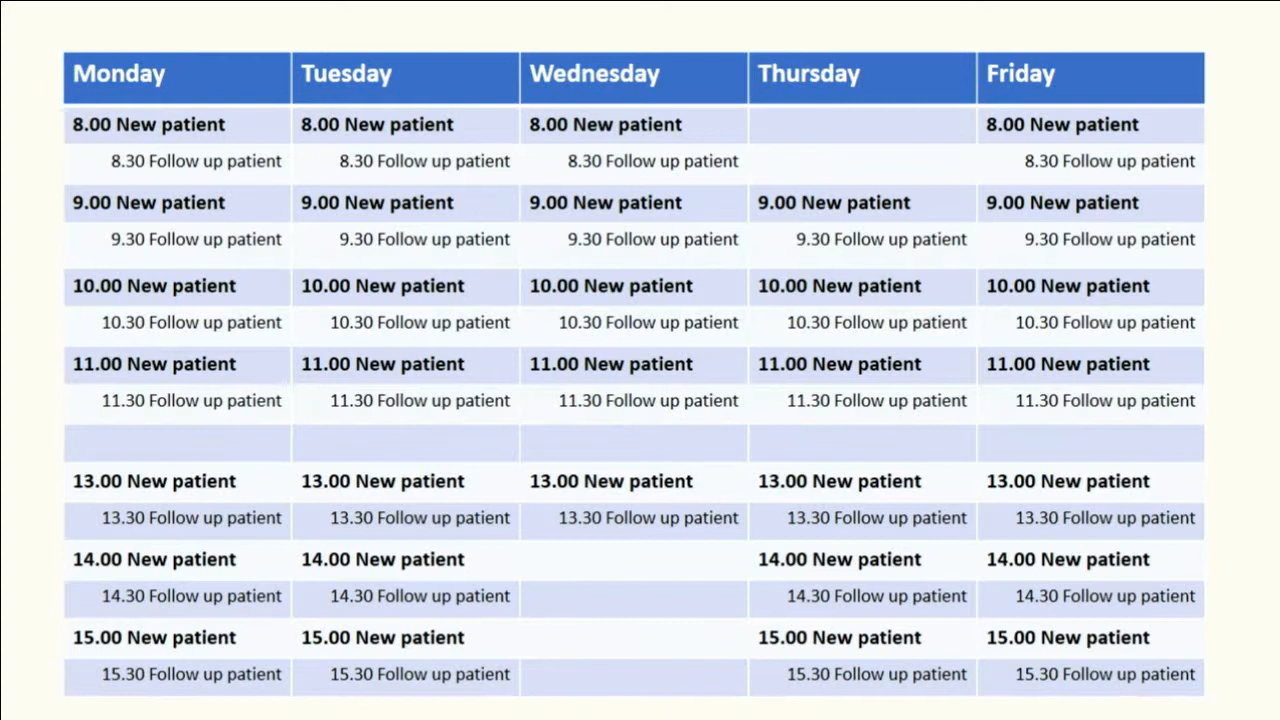 Monday Tuesday Wednesday Thursday Friday
8.00 New patient 8.00 New patient 8.00 New patient 8.00 New patient
8.30 Follow up patient 8.30 Follow up patient 8.30 Follow up patient 8.30 Follow up patient
9.00 New patient 9.00 New patient 9.00 New patient 9.00 New patient 9.00 New patient
9.30 Follow up patient 9.30 Follow up patient 9.30 Follow up patient 9.30 Follow up patient 9.30 Follow up patient
10.00 New patient 10.00 New patient 10.00 New patient 10.00 New patient 10.00 New patient
10.30 Follow up patient 10.30 Follow up patient 10.30 Follow up patient 10.30 Follow up patient 10.30 Follow up patient
11.00 New patient 11.00 New patient 11.00 New patient 11.00 New patient 11.00 New patient
11.30 Follow up patient 11.30 Follow up patient 11.30 Follow up patient 11.30 Follow up patient 11.30 Follow up patient
13.00 New patient 13.00 New patient 13.00 New patient 13.00 New patient 13.00 New patient
13.30 Follow up patient 13.30 Follow up patient 13.30 Follow up patient 13.30 Follow up patient 13.30 Follow up patient
14.00 New patient 14.00 New patient 14.00 New patient 14.00 New patient
14.30 Follow up patient 14.30 Follow up patient 14.30 Follow up patient 14.30 Follow up patient
15.00 New patient 15.00 New patient 15.00 New patient 15.00 New patient
15.30 Follow up patient 15.30 Follow up patient 15.30 Follow up patient 15.30 Follow up patient